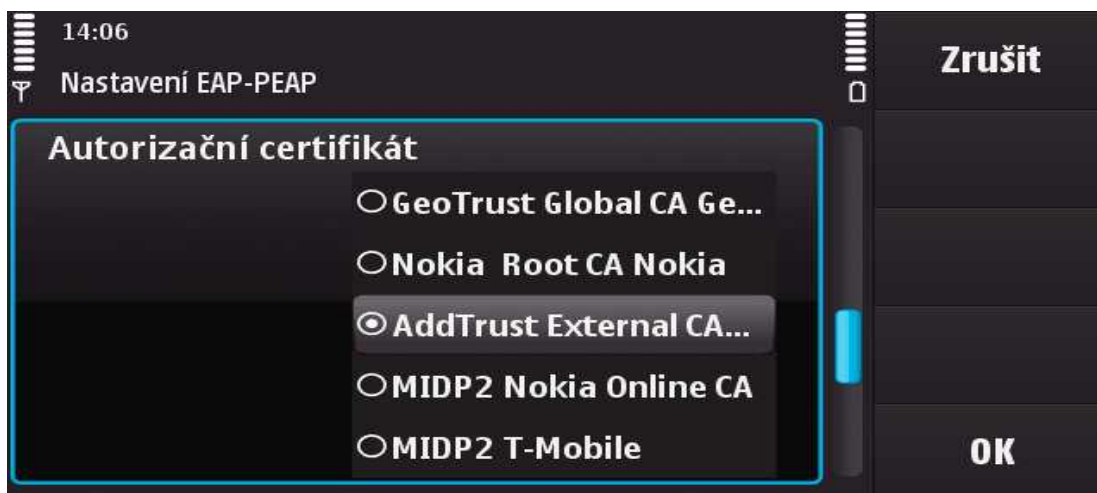 14:06
Nastavení EAP-PEAP
Zrušit
Autorizační certifikát
GeoTrust Global CA Ge...
Nokia Root CA Nokia
AddTrust External CA...
MIDP2 Nokia Online CA
MIDP2 T-Mobile
OK